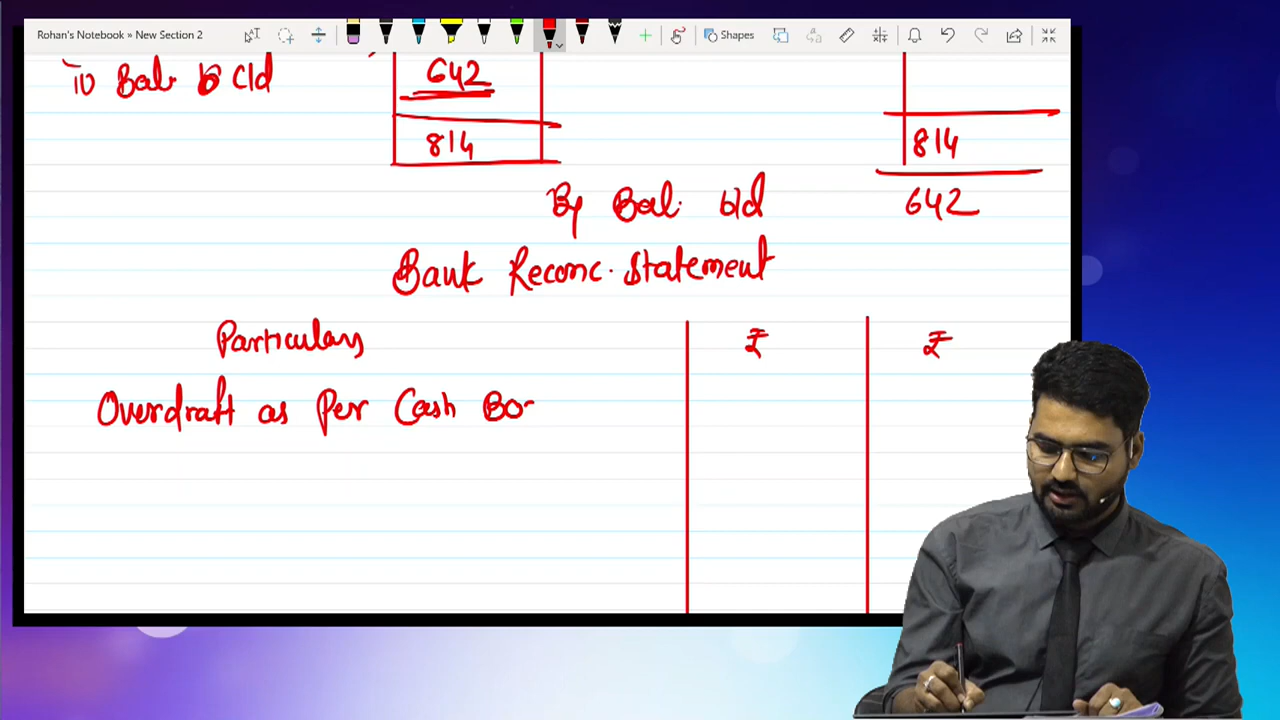 Rohan's Notebook » New Section 2
Shapes
To Bal. b C/d 642
814 814
By Bal. b/d 642
Bank Reconc. Statement
Particulars ₹ ₹
Overdraft as Per Cash Bo